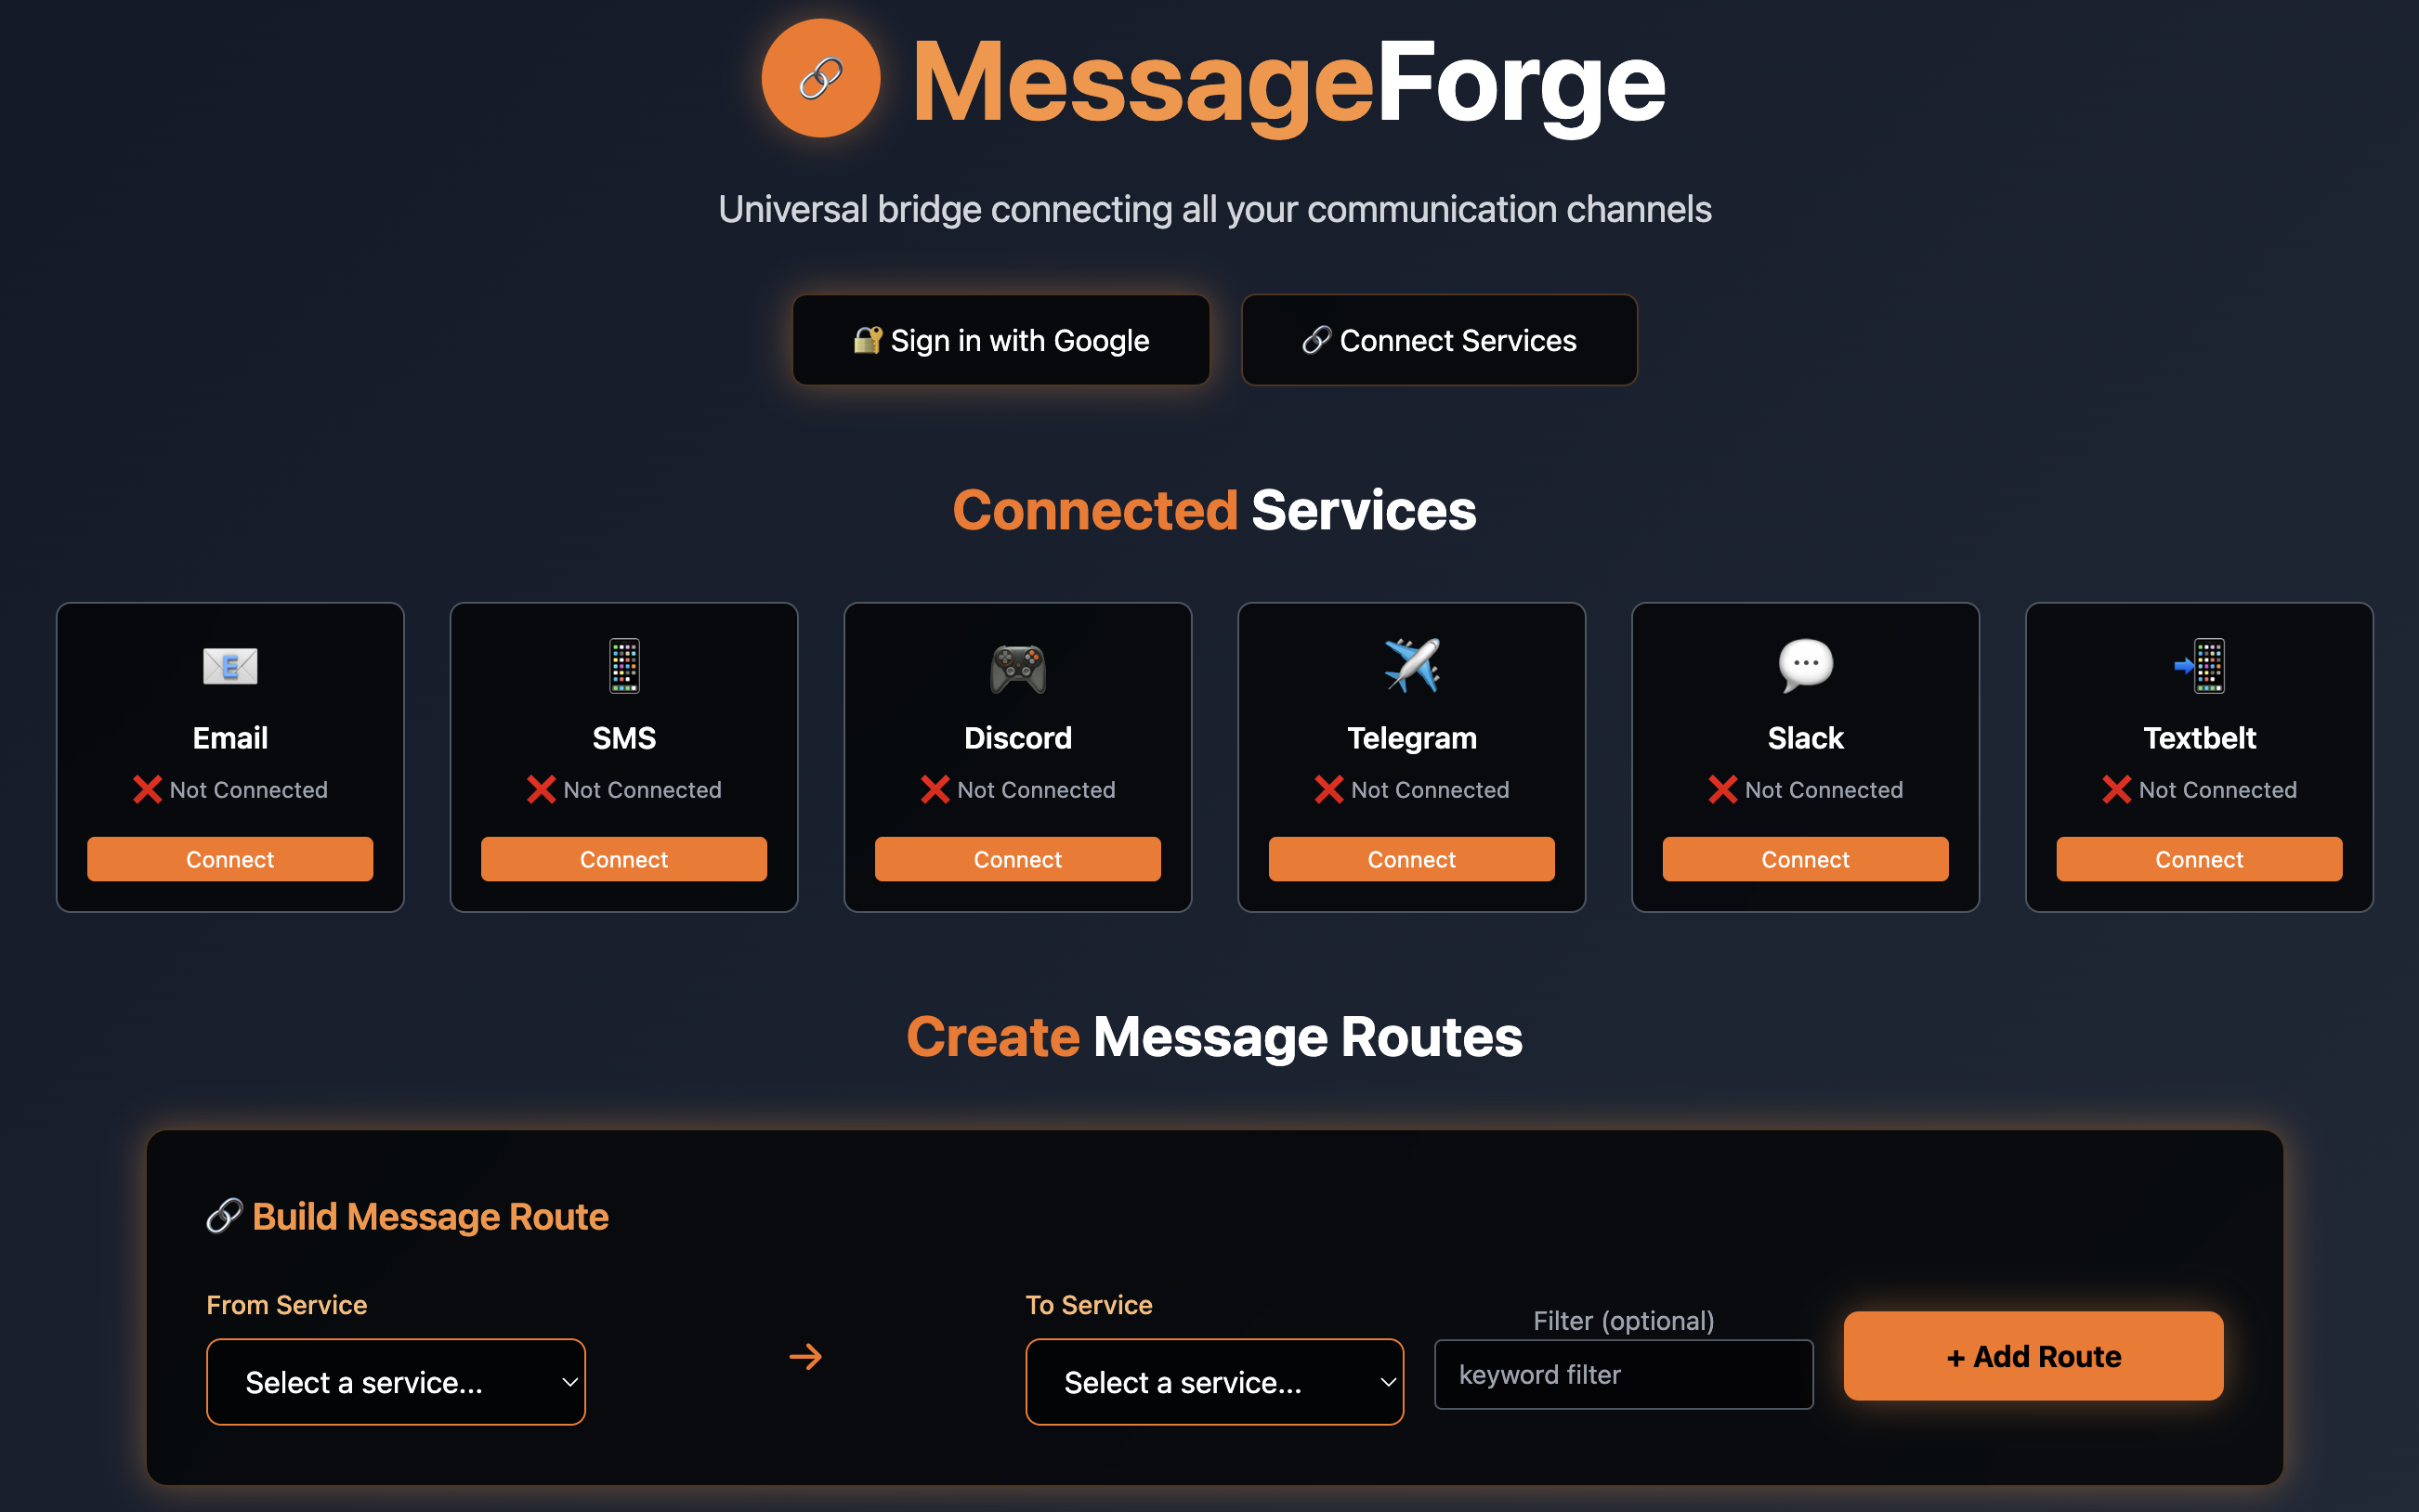 MessageForge
Universal bridge connecting all your communication channels
Sign in with Google
Connect Services
Connected Services
Email
Not Connected
Connect
SMS
Not Connected
Connect
Discord
Not Connected
Connect
Telegram
Not Connected
Connect
Slack
Not Connected
Connect
Textbelt
Not Connected
Connect
Create Message Routes
Build Message Route
From Service
Select a service...
→
To Service
Select a service...
Filter (optional)
keyword filter
+ Add Route